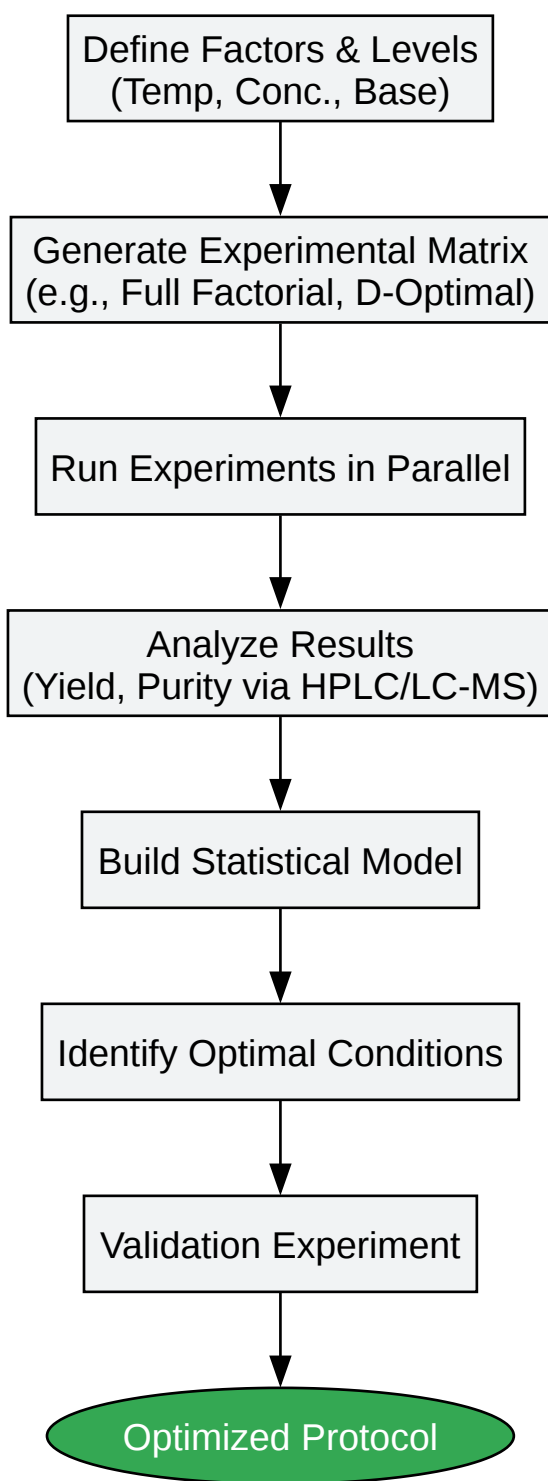 Define Factors & Levels
(Temp, Conc., Base)
Generate Experimental Matrix
(e.g., Full Factorial, D-Optimal)
Run Experiments in Parallel
Analyze Results
(Yield, Purity via HPLC/LC-MS)
Build Statistical Model
Identify Optimal Conditions
Validation Experiment
Optimized Protocol